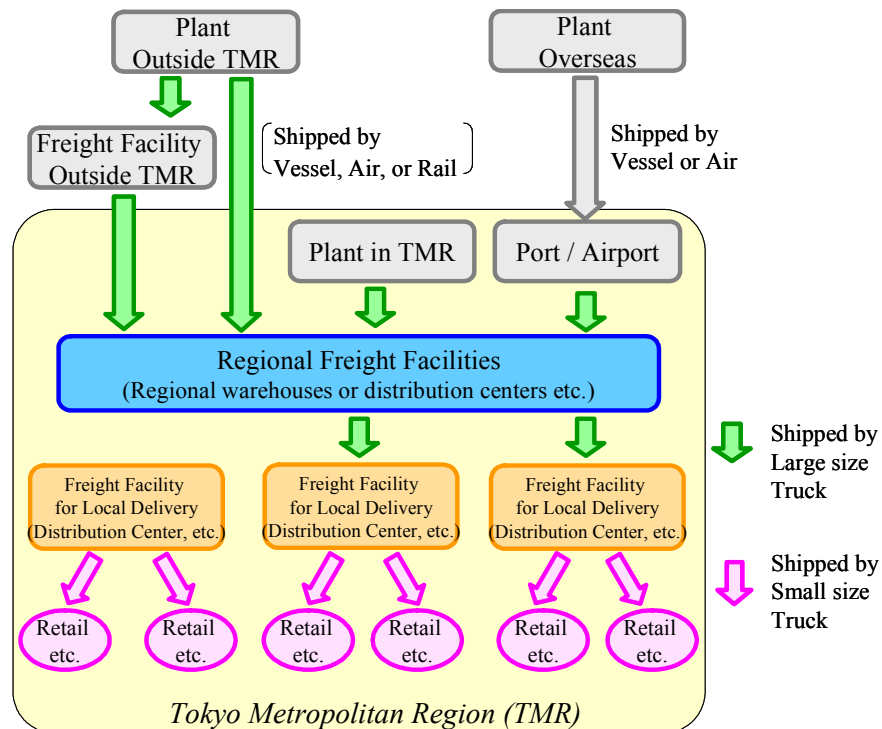 Plant
Outside TMR
Plant
Overseas
Freight Facility
Outside TMR
Shipped by
Vessel, Air, or Rail
Shipped by
Vessel or Air
Plant in TMR
Port / Airport
Regional Freight Facilities
(Regional warehouses or distribution centers etc.)
Shipped by
Large size
Truck
Freight Facility
for Local Delivery
(Distribution Center, etc.)
Freight Facility
for Local Delivery
(Distribution Center, etc.)
Freight Facility
for Local Delivery
(Distribution Center, etc.)
Shipped by
Small size
Truck
Retail
etc.
Retail
etc.
Retail
etc.
Retail
etc.
Retail
etc.
Retail
etc.
Tokyo Metropolitan Region (TMR)